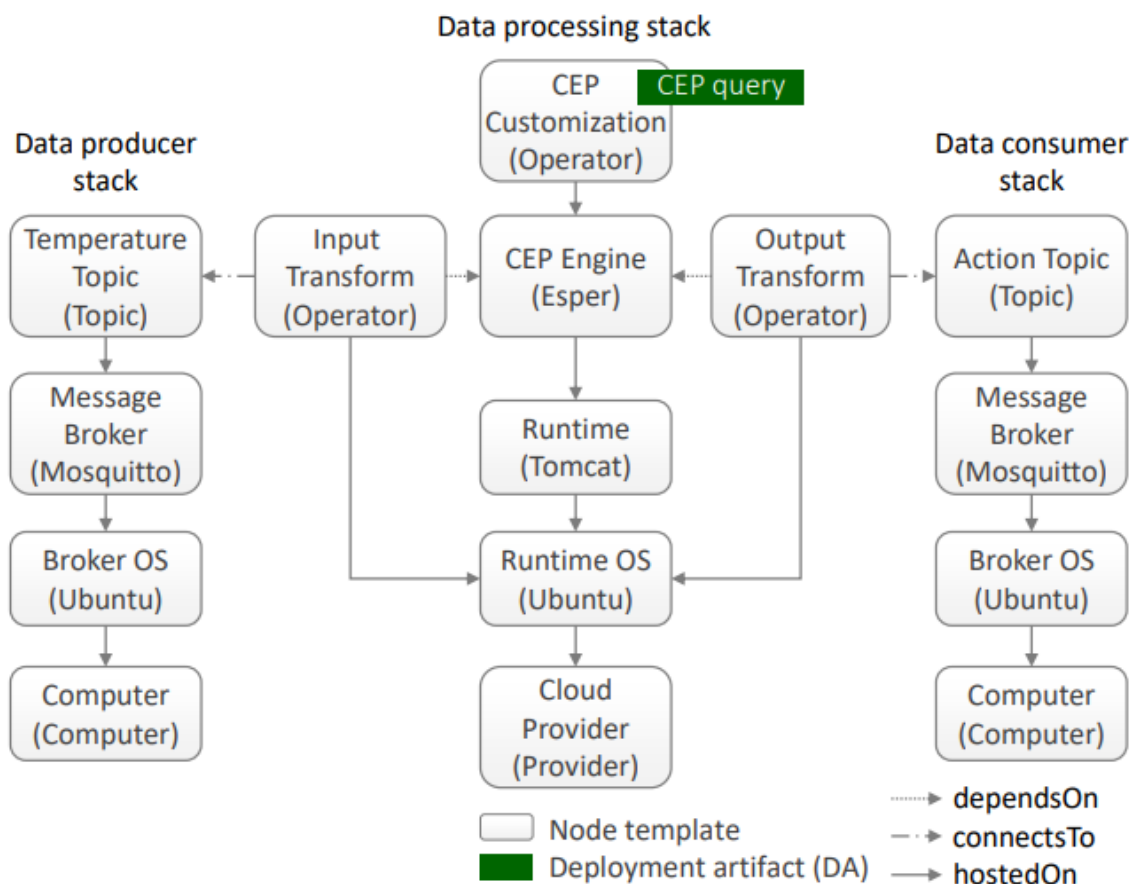 Data processing stack
CEP
Customization
(Operator)
CEP query
Data producer
stack
Data consumer
stack
Temperature
Topic
(Topic)
Input
Transform
(Operator)
CEP Engine
(Esper)
Output
Transform
(Operator)
Action Topic
(Topic)
Message
Broker
(Mosquitto)
Runtime
(Tomcat)
Message
Broker
(Mosquitto)
Broker OS
(Ubuntu)
Runtime OS
(Ubuntu)
Broker OS
(Ubuntu)
Computer
(Computer)
Cloud
Provider
(Provider)
Computer
(Computer)
Node template
Deployment artifact (DA)
dependsOn
connectsTo
hostedOn